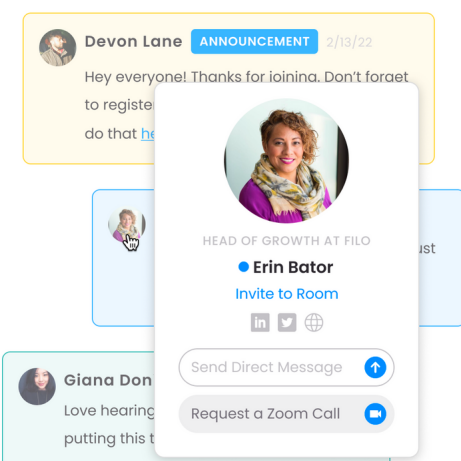 Devon Lane ANNOUNCEMENT 2/13/22
Hey everyone! Thanks for joining. Don't forget
to register
do that he
HEAD OF GROWTH AT FILO
ust
Erin Bator
Invite to Room
in
Send Direct Message
Request a Zoom Call
Giana Don
Love hearing
putting this t